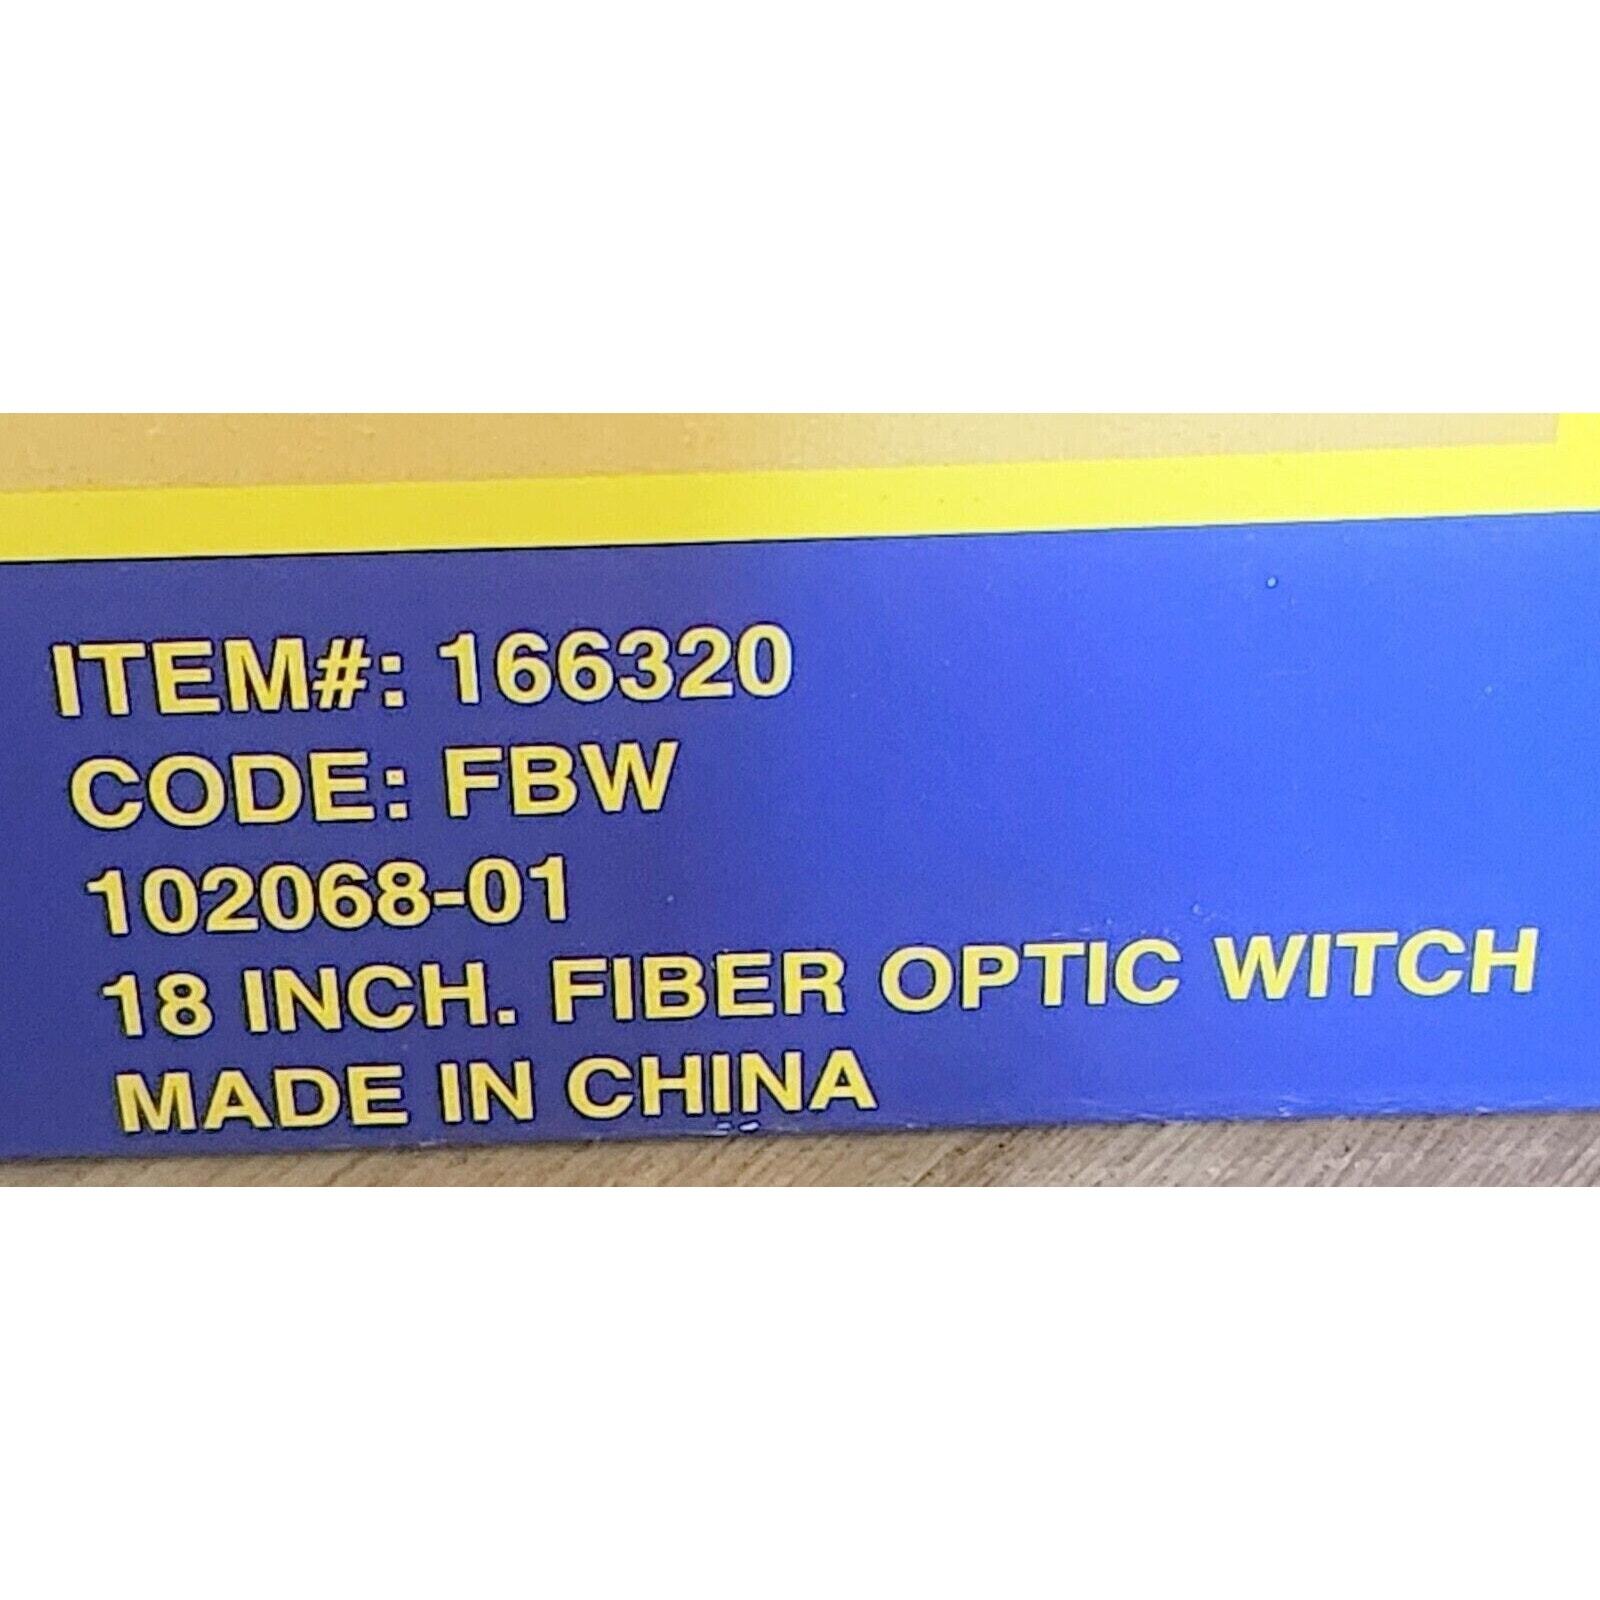 ITEM#: 166320
CODE: FBW
102068-01
18 INCH. FIBER OPTIC WITCH
MADE IN CHINA